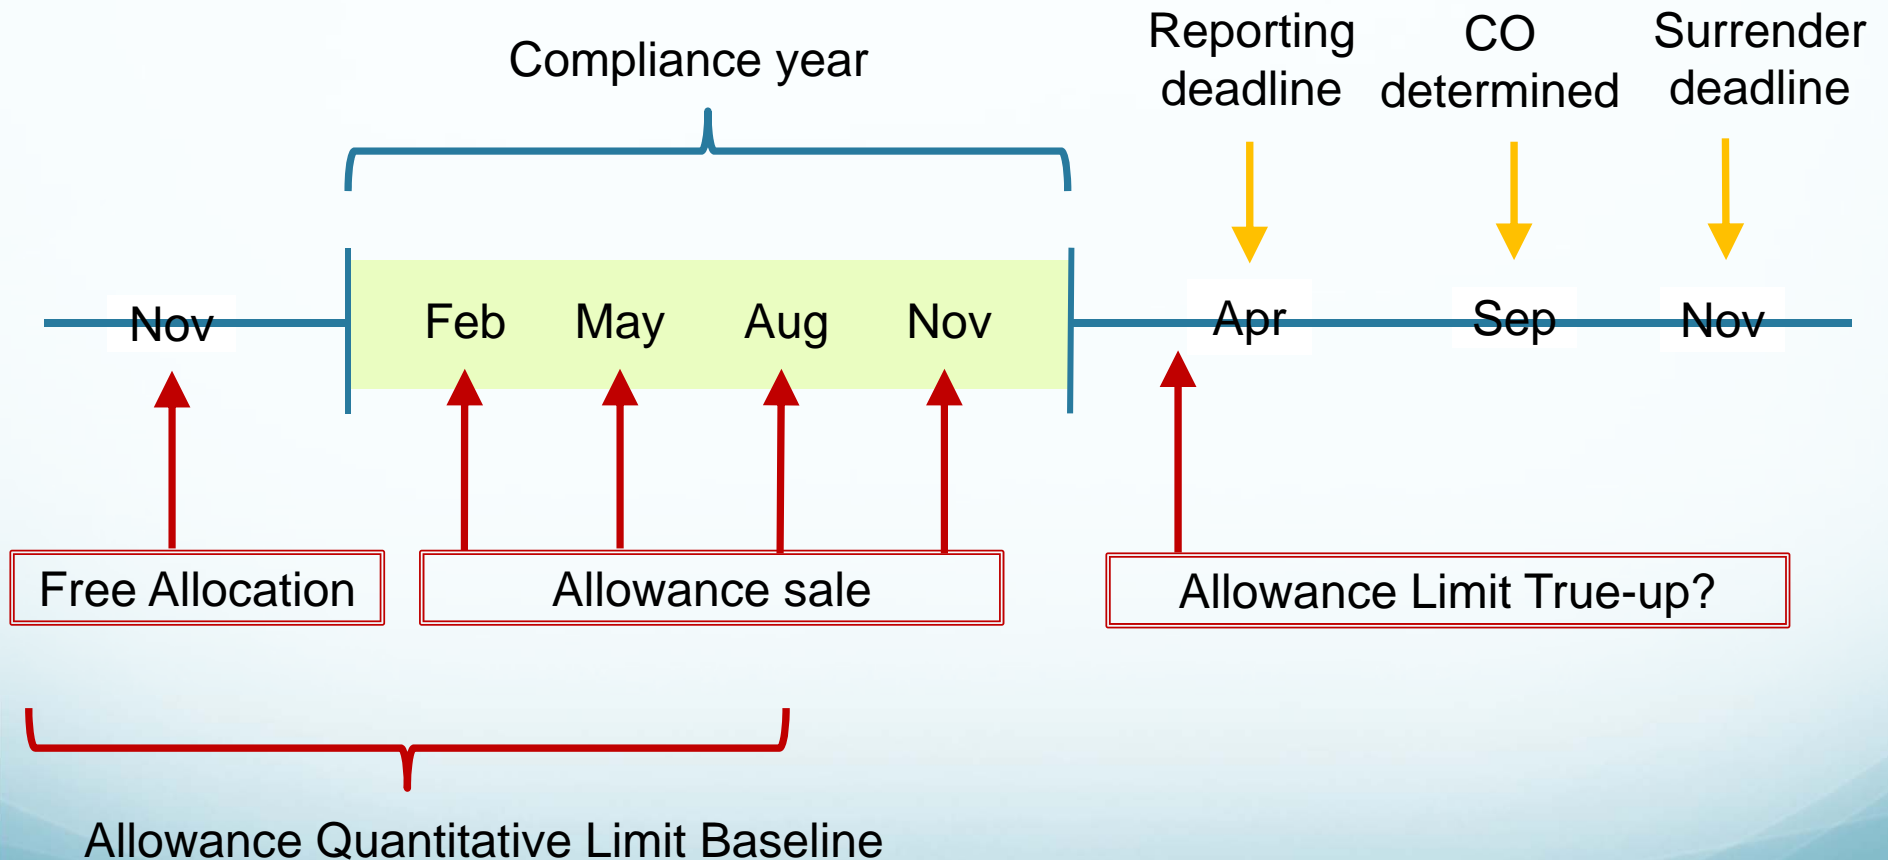 Compliance year
Reporting
deadline
CO
determined
Surrender
deadline
Nov
Feb
May
Aug
Nov
Apr
Sep
Nov
Free Allocation
Allowance sale
Allowance Limit True-up?
Allowance Quantitative Limit Baseline